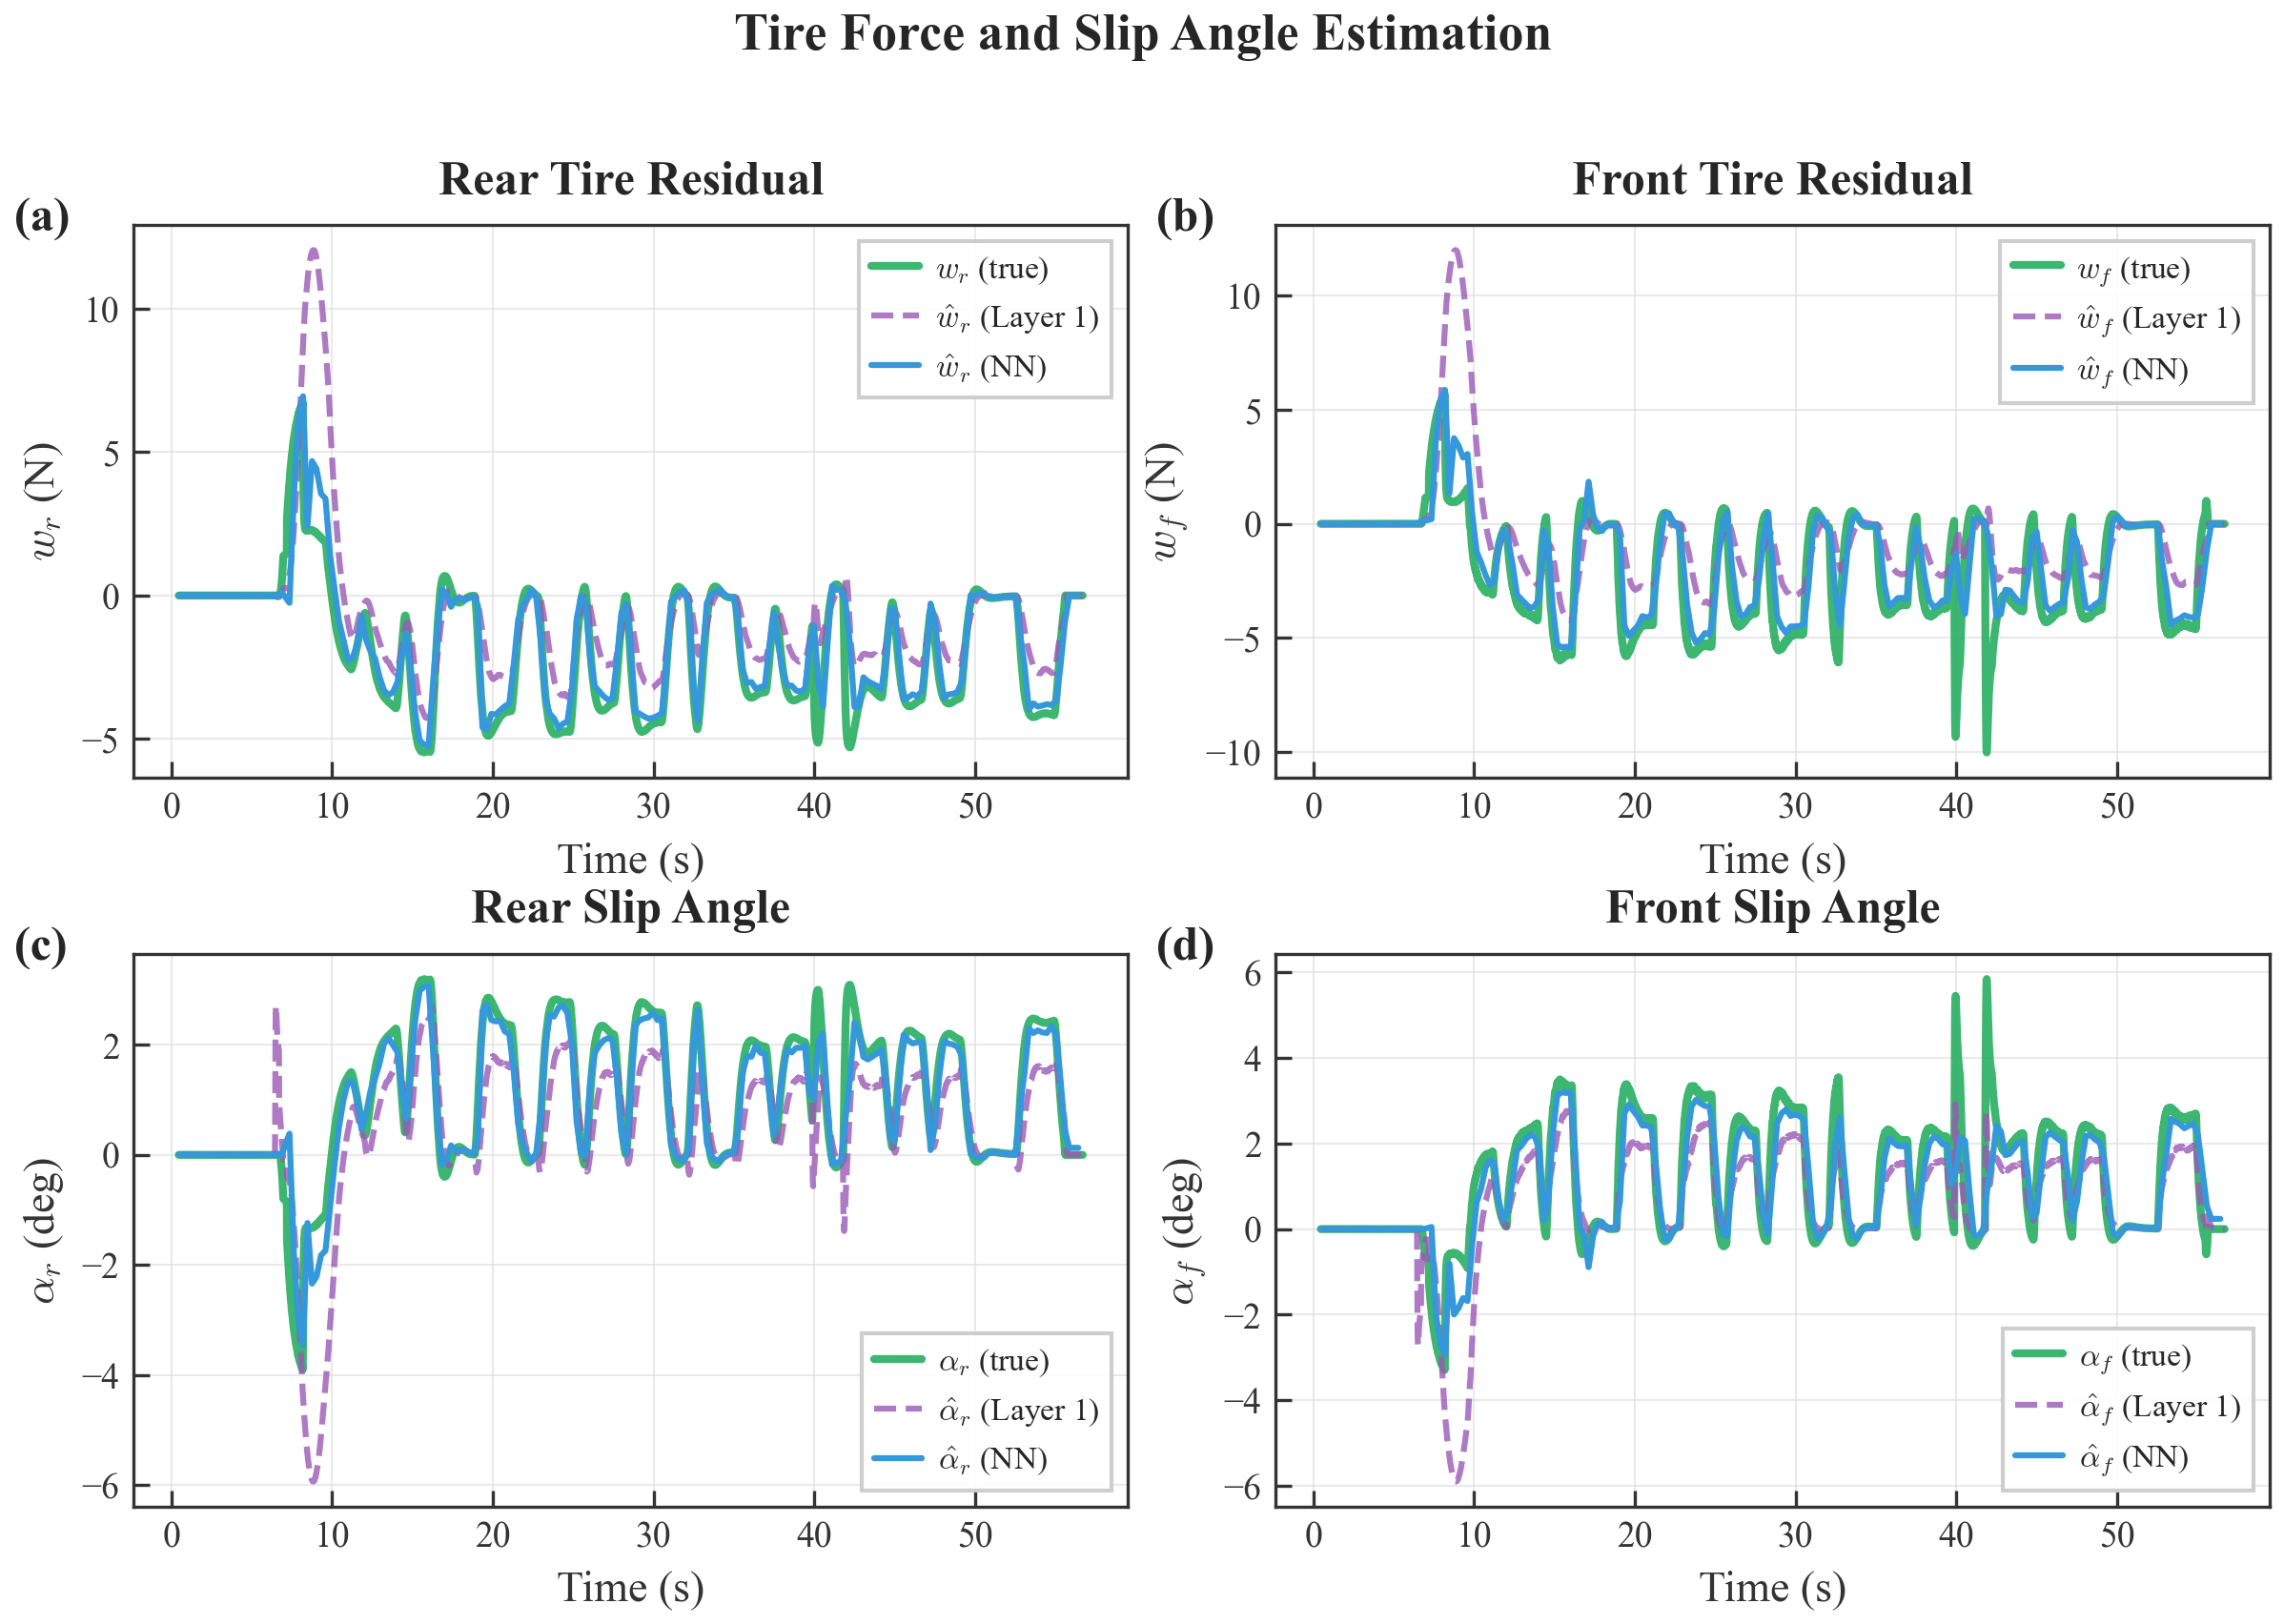 Tire Force and Slip Angle Estimation
Rear Tire Residual
(a)
10
5
0
−5
w_r (N)
w_r (true)
ŵ_r (Layer 1)
ŵ_r (NN)
0 10 20 30 40 50
Time (s)
Front Tire Residual
(b)
10
5
0
−5
−10
w_f (N)
w_f (true)
ŵ_f (Layer 1)
ŵ_f (NN)
0 10 20 30 40 50
Time (s)
Rear Slip Angle
(c)
2
0
−2
−4
−6
α_r (deg)
α_r (true)
α̂_r (Layer 1)
α̂_r (NN)
0 10 20 30 40 50
Time (s)
Front Slip Angle
(d)
6
4
2
0
−2
−4
−6
α_f (deg)
α_f (true)
α̂_f (Layer 1)
α̂_f (NN)
0 10 20 30 40 50
Time (s)